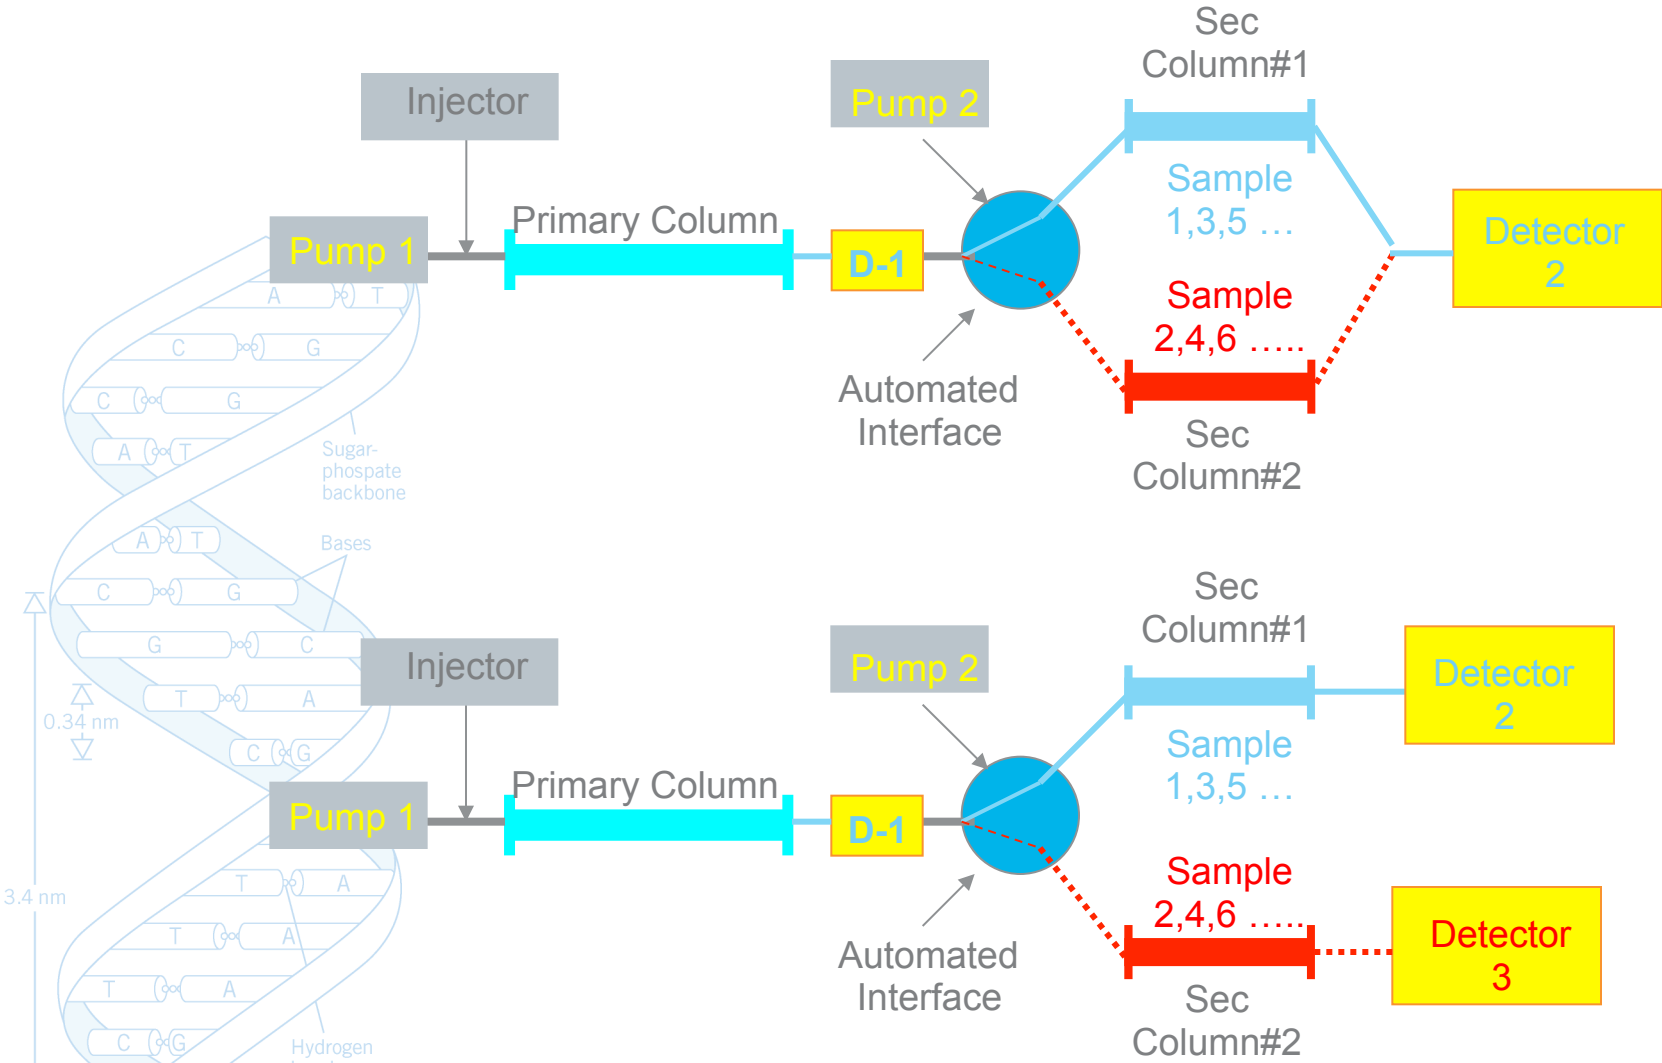 Sec
Column#1
Injector
Pump 2
Sample
1,3,5 ...
Primary Column
Pump 1
D-1
Detector
2
Sample
2,4,6 .....
Automated
Interface
Sec
Column#2
A T
C G
C G
A T
Sugar-
phospate
backbone
A T
Bases
C G
G C
T A
0.34 nm
C G
Sec
Column#1
Injector
Pump 2
Detector
2
Sample
1,3,5 ...
Primary Column
Pump 1
D-1
Sample
2,4,6 .....
Detector
3
Automated
Interface
Sec
Column#2
T A
3.4 nm
T A
T A
C G
Hydrogen